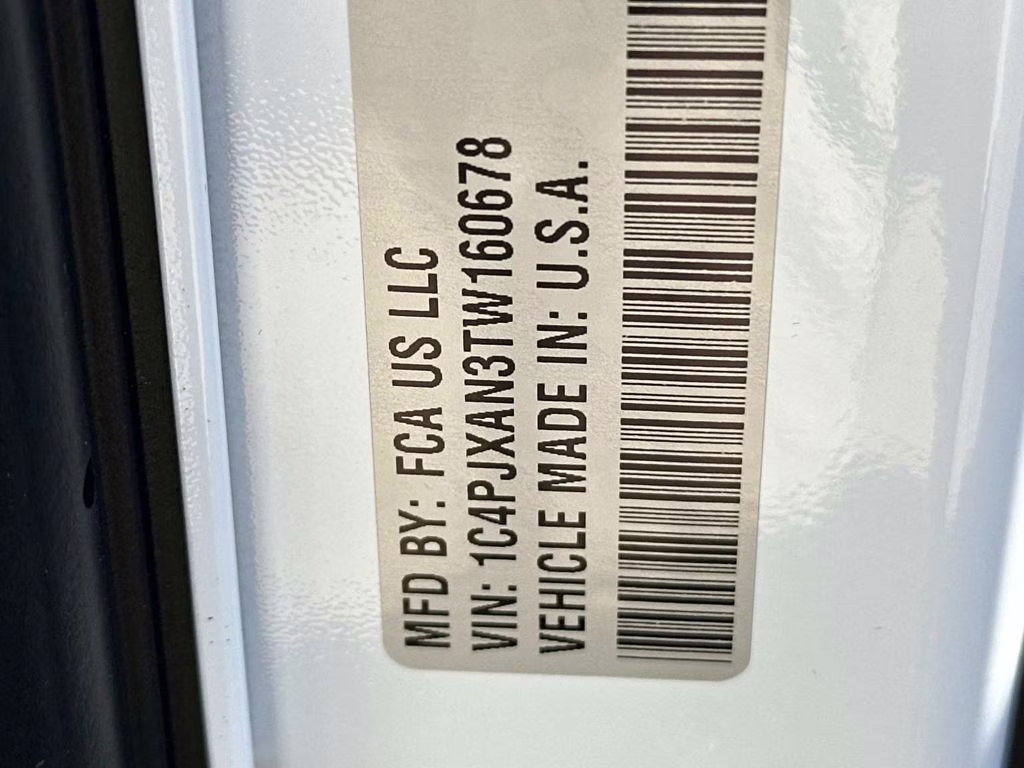 MFD BY: FCA US LLC
VIN: 1C4PJXAN3TW160678
VEHICLE MADE IN: U.S.A.